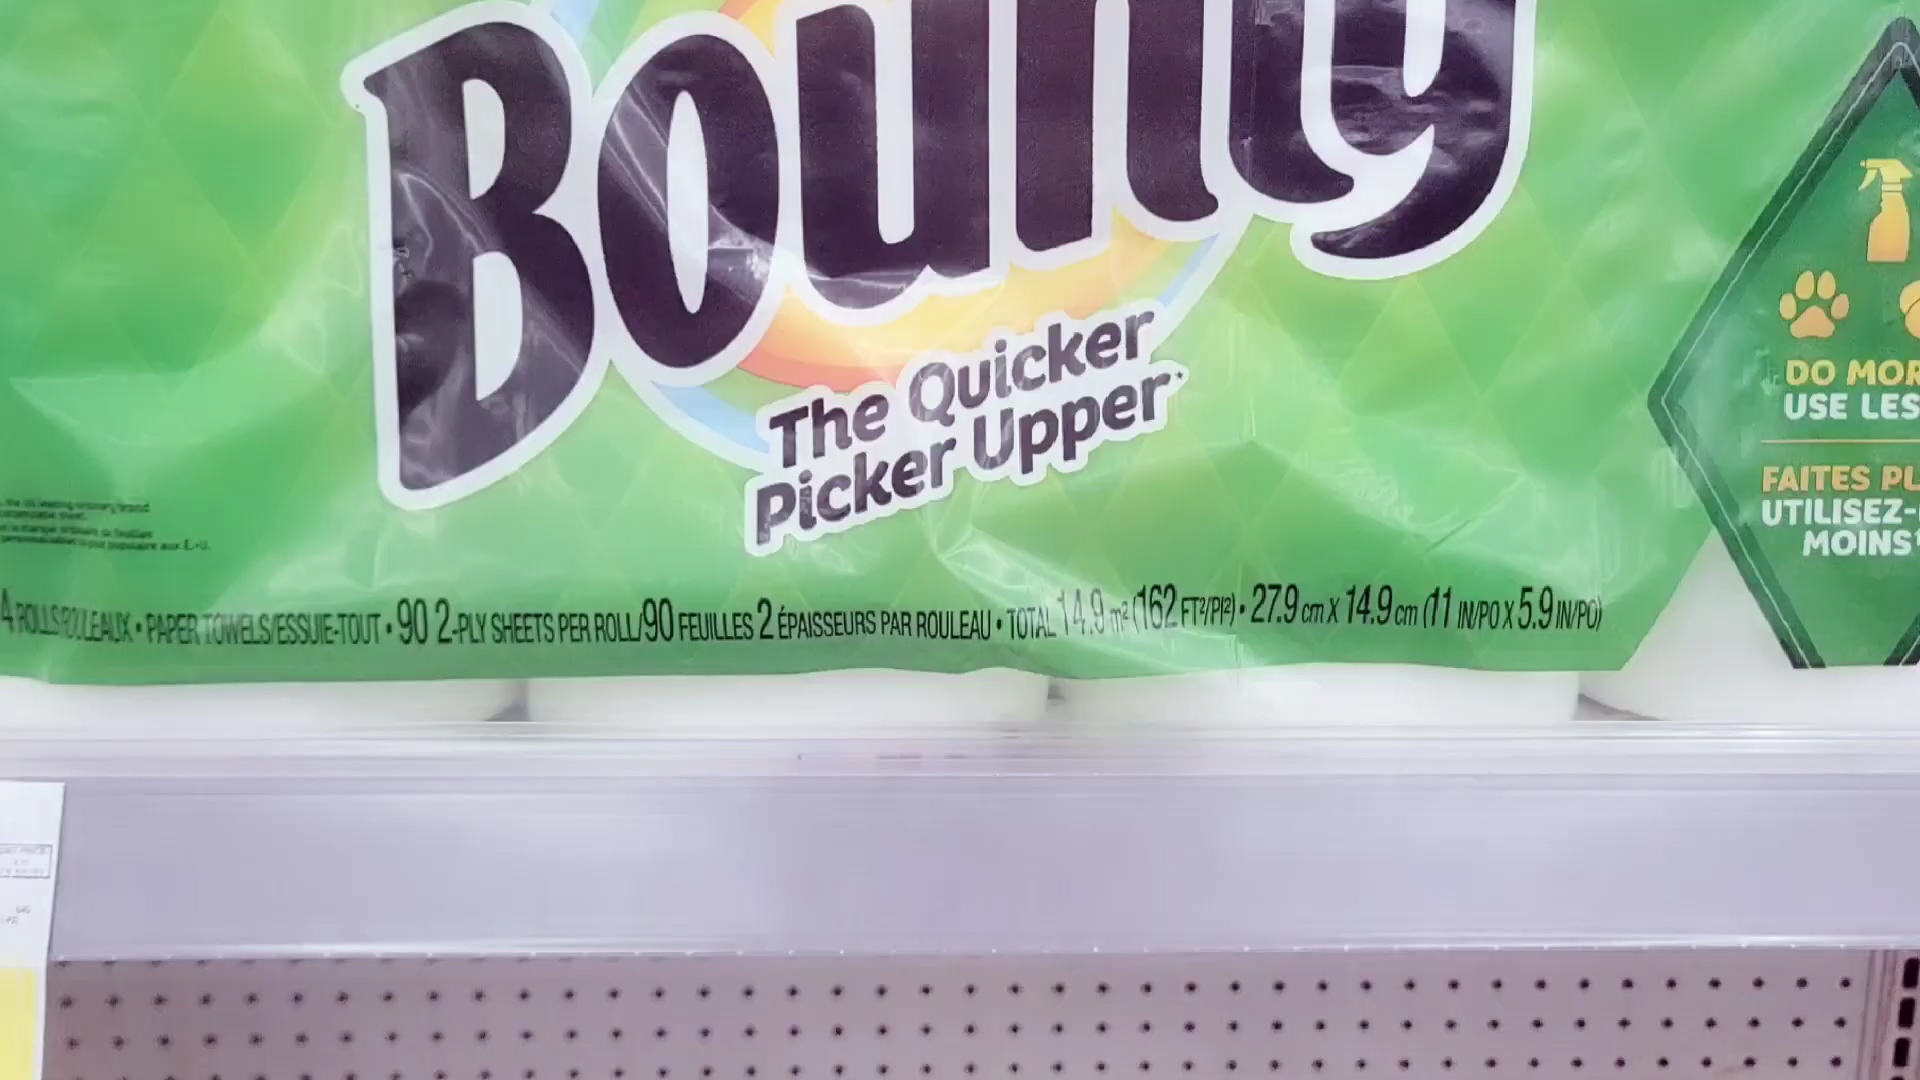 Bounty
The Quicker
Picker Upper*
4 ROLLS/ROULEAUX • PAPER TOWELS/ESSUIE-TOUT • 90 2-PLY SHEETS PER ROLL/90 FEUILLES 2 ÉPAISSEURS PAR ROULEAU • TOTAL 14.9 m² (162 FT²/PI²) • 27.9 cm X 14.9 cm (11 IN/PO X 5.9 IN/PO)
DO MOR
USE LES
FAITES PL
UTILISEZ-
MOINS